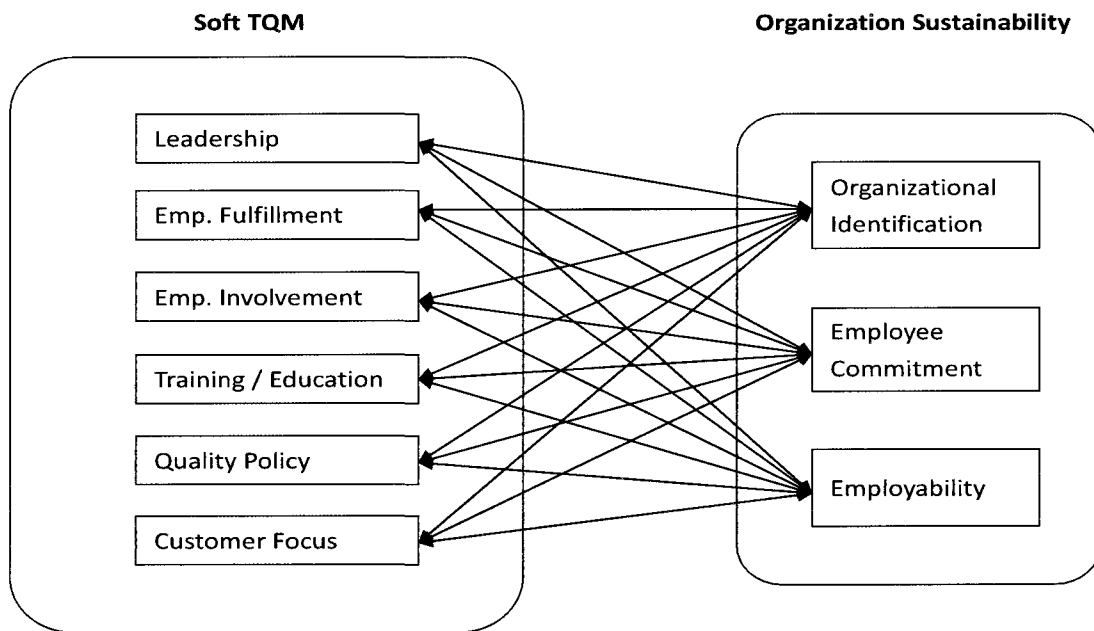 Soft TQM
Organization Sustainability
Leadership
Emp. Fulfillment
Emp. Involvement
Training / Education
Quality Policy
Customer Focus
Organizational
Identification
Employee
Commitment
Employability